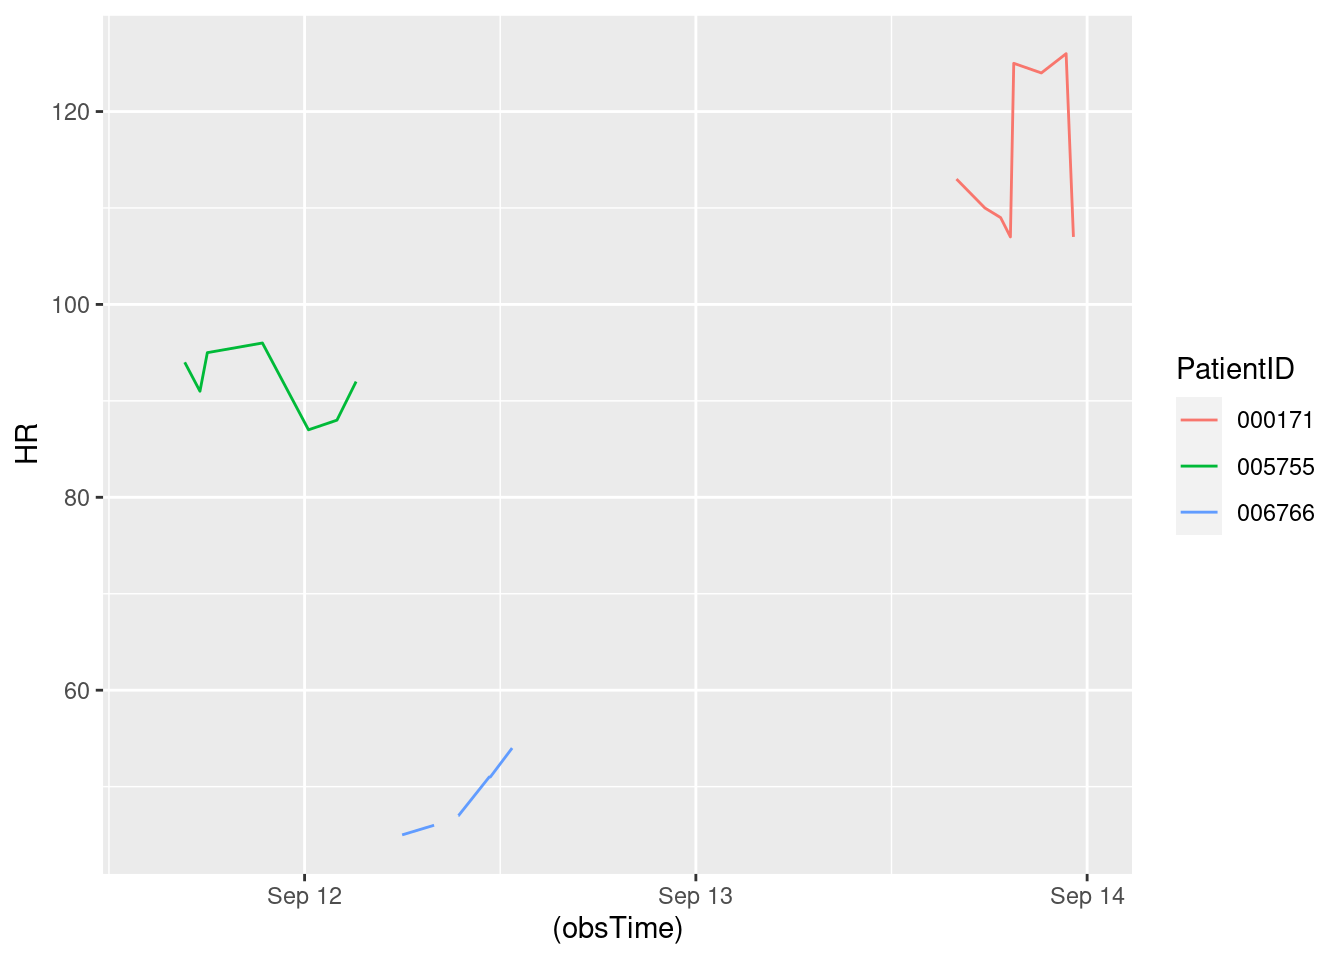 120
100
80
60
HR
Sep 12
Sep 13
Sep 14
(obsTime)
PatientID
000171
005755
006766